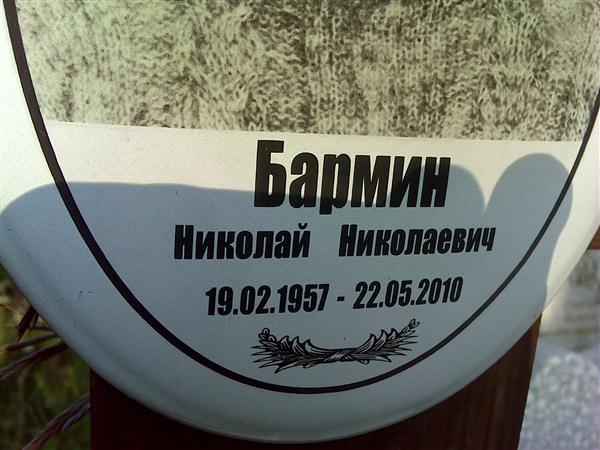 Бармин
Николай Николаевич
19.02.1957 - 22.05.2010